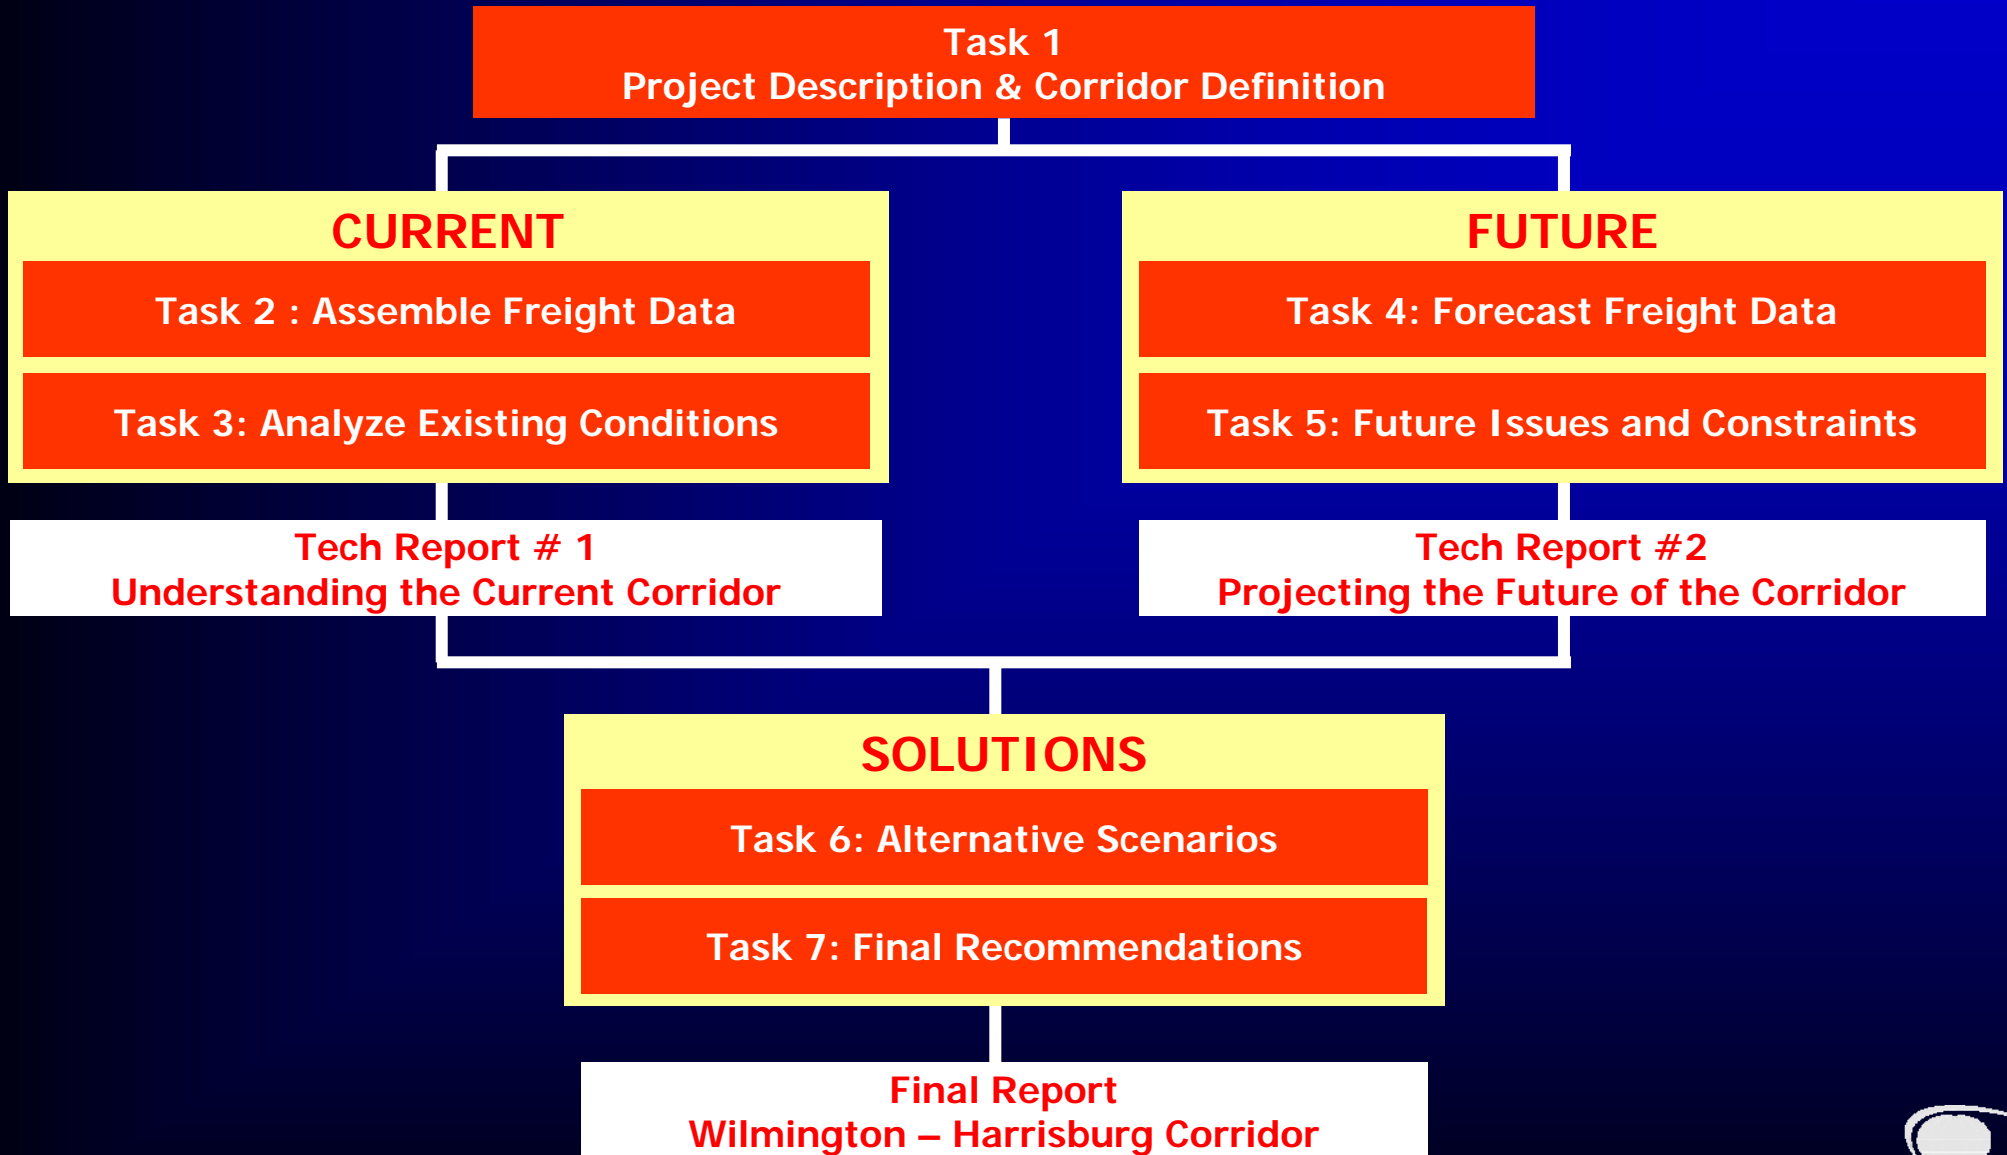 Task 1
Project Description & Corridor Definition
CURRENT
Task 2 : Assemble Freight Data
Task 3: Analyze Existing Conditions
Tech Report # 1
Understanding the Current Corridor
FUTURE
Task 4: Forecast Freight Data
Task 5: Future Issues and Constraints
Tech Report #2
Projecting the Future of the Corridor
SOLUTIONS
Task 6: Alternative Scenarios
Task 7: Final Recommendations
Final Report
Wilmington – Harrisburg Corridor